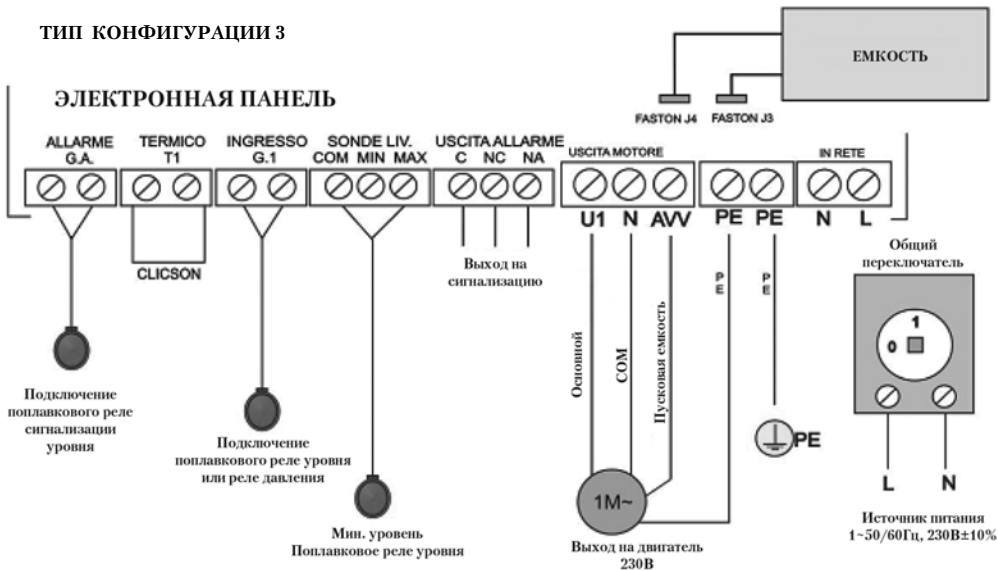 ТИП КОНФИГУРАЦИИ 3
ЕМКОСТЬ
ЭЛЕКТРОННАЯ ПАНЕЛЬ
FASTON J4
FASTON J3
ALLARME
G.A.
TERMICO
T1
INGRESSO
G.1
SONDE LIV.
COM MIN MAX
USCITA ALLARME
C NC NA
USCITA MOTORE
IN RETE
U1 N AVV
PE PE
N L
CLICSON
Выход на
сигнализацию
Основной
COM
Пусковая емкость
PE
PE
Общий
переключатель
1
0
Подключение
поплавкового реле
сигнализации
уровня
Подключение
поплавкового реле уровня
или реле давления
PE
L N
1M~
Мин. уровень
Поплавковое реле уровня
Выход на двигатель
230В
Источник питания
1~50/60Гц, 230В±10%